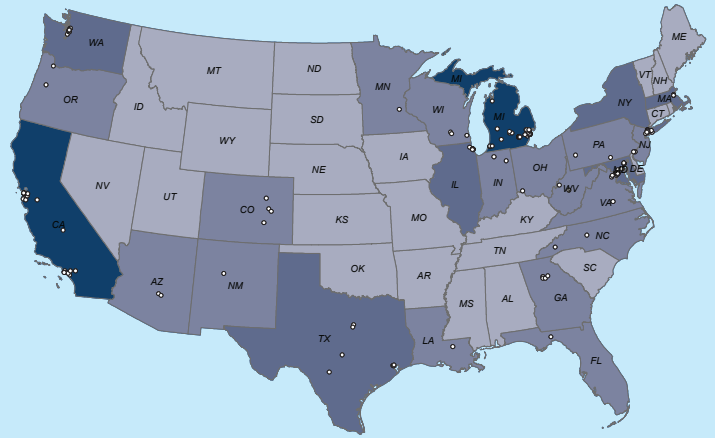 WA
ME
MT
ND
MN
MI
VT
NH
OR
ID
SD
WI
MI
NY
MA
WY
CT
IA
NE
PA
NJ
NV
UT
CO
IL
IN
OH
MD
DE
WV
VA
CA
KS
MO
KY
AZ
NM
OK
AR
TN
NC
SC
MS
AL
GA
TX
LA
FL